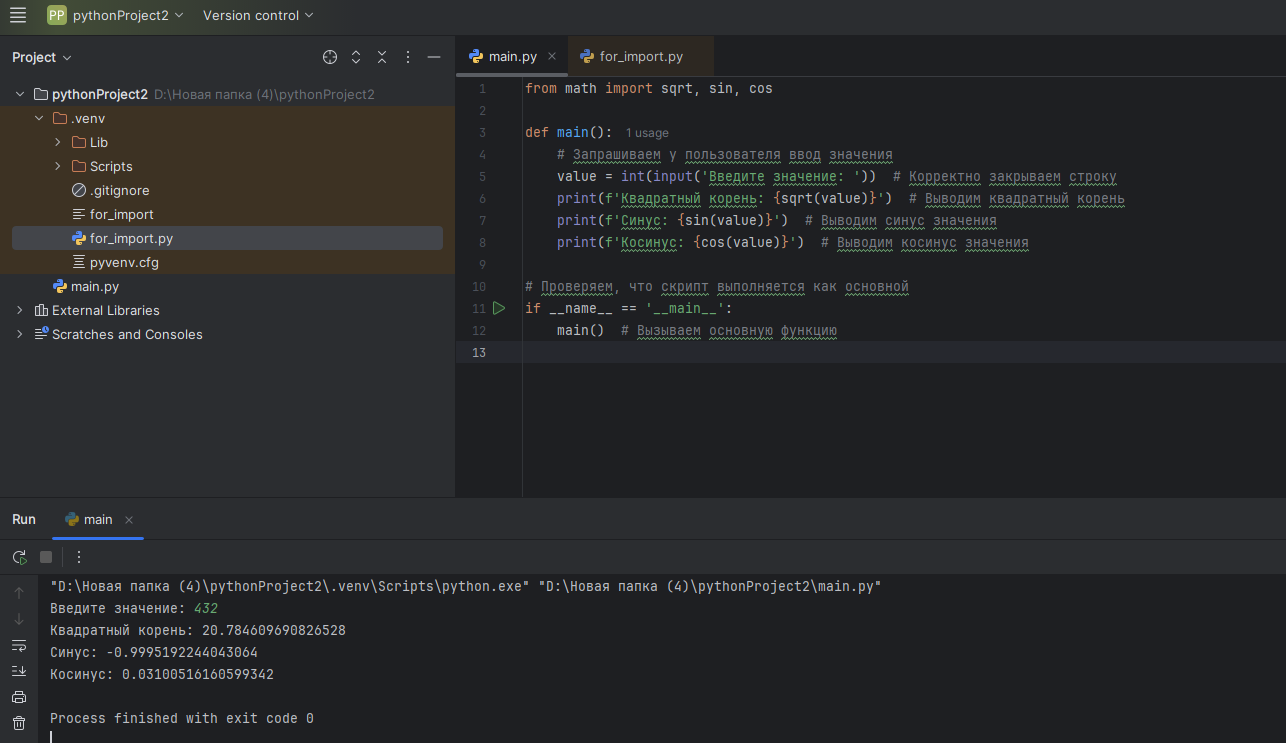 PP pythonProject2 Version control
Project
main.py
for_import.py
pythonProject2 D:\Новая папка (4)\pythonProject2
.venv
Lib
Scripts
.gitignore
for_import
for_import.py
pyvenv.cfg
main.py
External Libraries
Scratches and Consoles
1 from math import sqrt, sin, cos
2
3 def main(): 1 usage
4 # Запрашиваем у пользователя ввод значения
5 value = int(input('Введите значение: ')) # Корректно закрываем строку
6 print(f'Квадратный корень: {sqrt(value)}') # Выводим квадратный корень
7 print(f'Синус: {sin(value)}') # Выводим синус значения
8 print(f'Косинус: {cos(value)}') # Выводим косинус значения
9
10 # Проверяем, что скрипт выполняется как основной
11 if __name__ == '__main__':
12 main() # Вызываем основную функцию
13
Run main
"D:\Новая папка (4)\pythonProject2\.venv\Scripts\python.exe" "D:\Новая папка (4)\pythonProject2\main.py"
Введите значение: 432
Квадратный корень: 20.784609690826528
Синус: -0.9995192244043064
Косинус: 0.03100516160599342
Process finished with exit code 0